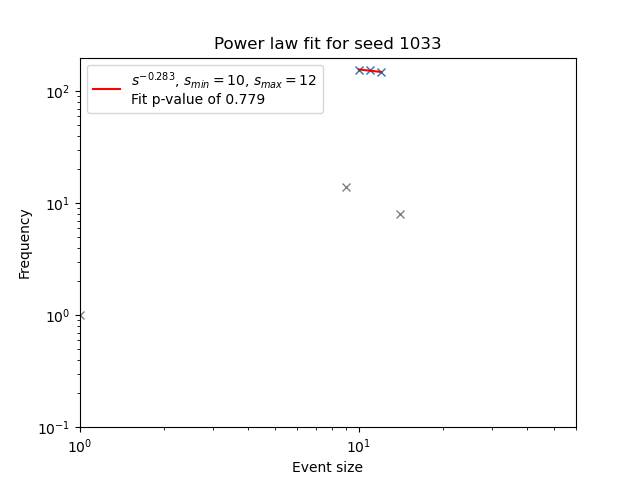 Power law fit for seed 1033
s^{-0.283}, s_{min} = 10, s_{max} = 12
Fit p-value of 0.779
Frequency
10^2
10^1
10^0
10^{-1}
10^0
10^1
Event size